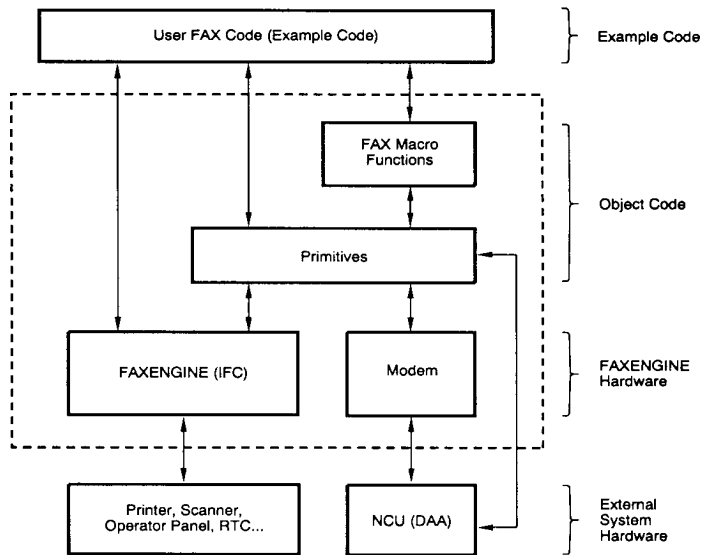 User FAX Code (Example Code)
Example Code
FAX Macro
Functions
Object Code
Primitives
FAXENGINE (IFC)
Modem
FAXENGINE
Hardware
Printer, Scanner,
Operator Panel, RTC...
NCU (DAA)
External
System
Hardware